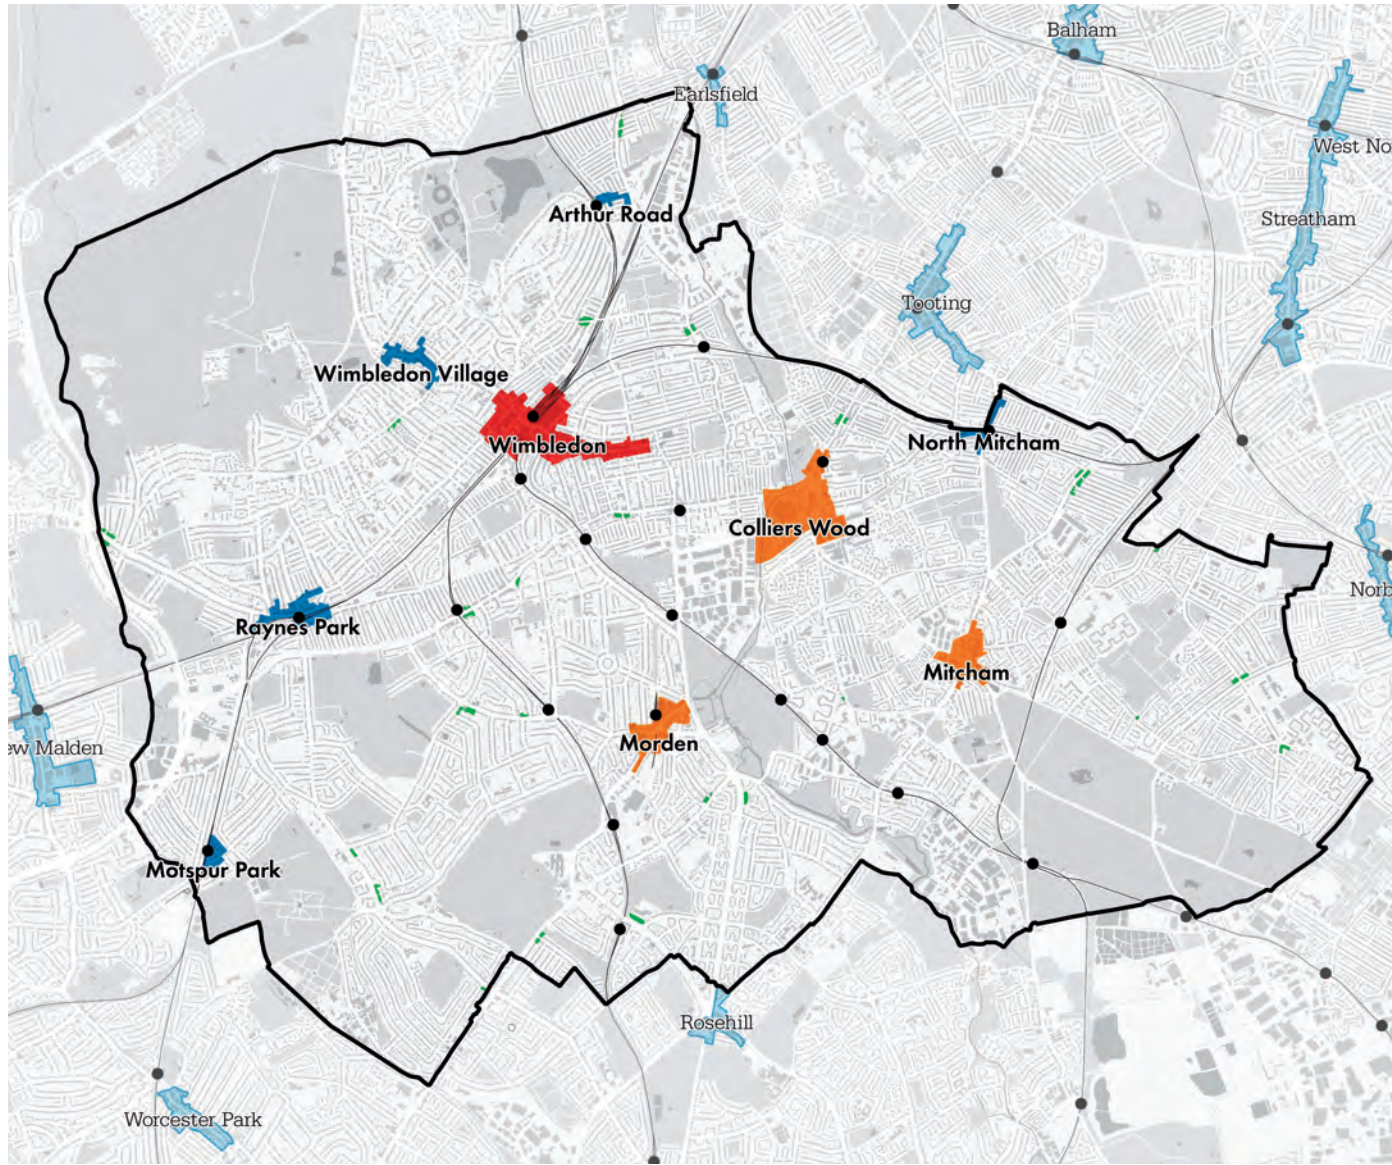 Balham
Earlsfield
West No
Arthur Road
Streatham
Tooting
Wimbledon Village
Wimbledon
North Mitcham
Colliers Wood
Norb
Raynes Park
Mitcham
Morden
ew Malden
Motspur Park
Rosehill
Worcester Park